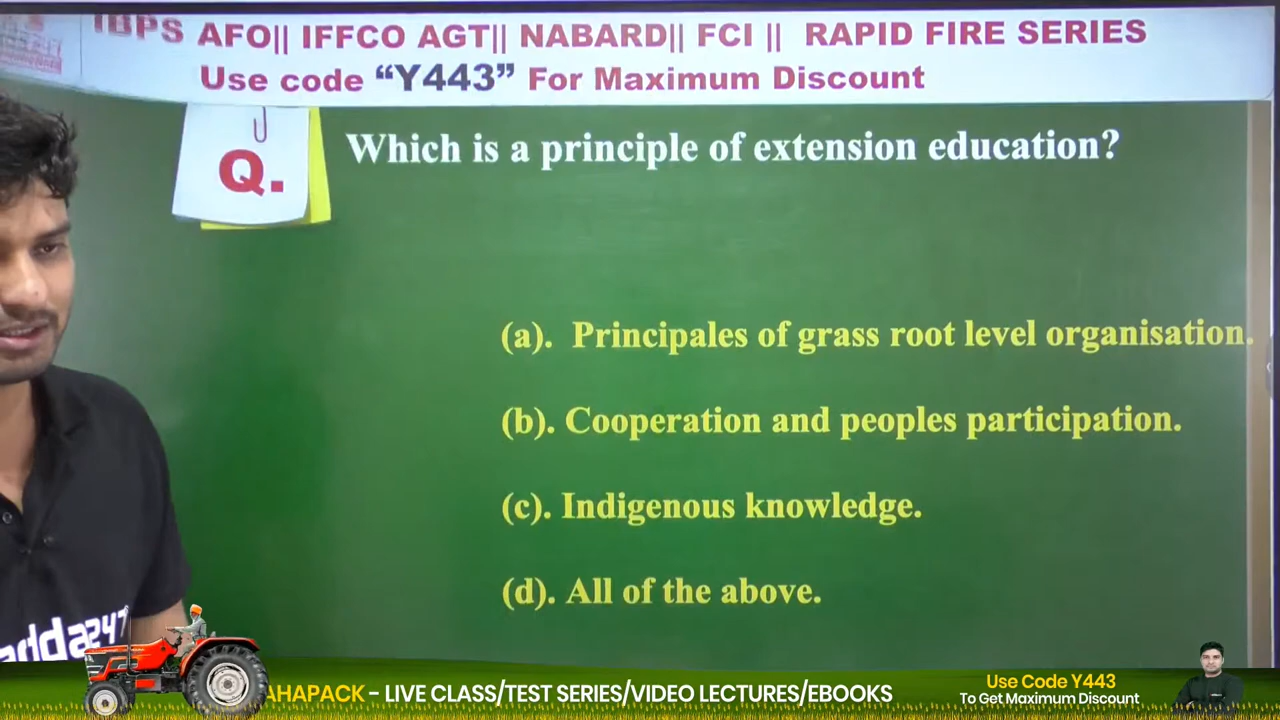 IBPS AFO|| IFFCO AGT|| NABARD|| FCI || RAPID FIRE SERIES
Use code “Y443” For Maximum Discount
Q.
Which is a principle of extension education?
(a). Principales of grass root level organisation.
(b). Cooperation and peoples participation.
(c). Indigenous knowledge.
(d). All of the above.
adda247
AHAPACK - LIVE CLASS/TEST SERIES/VIDEO LECTURES/EBOOKS
Use Code Y443
To Get Maximum Discount